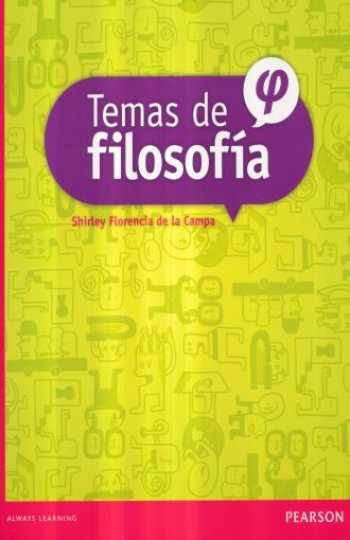 φ
Temas de
filosofía
Shirley Florencia de la Campa
ALWAYS LEARNING
PEARSON